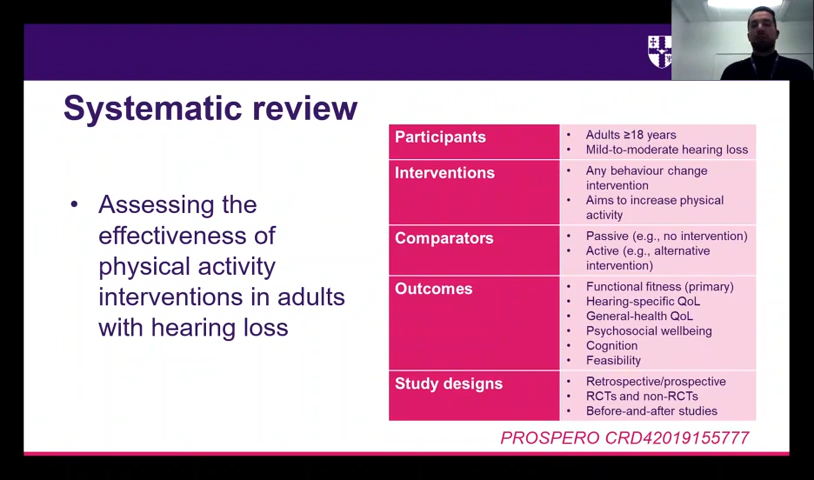 Systematic review
• Assessing the
effectiveness of
physical activity
interventions in adults
with hearing loss
Participants
• Adults ≥18 years
• Mild-to-moderate hearing loss
Interventions
• Any behaviour change
intervention
• Aims to increase physical
activity
Comparators
• Passive (e.g., no intervention)
• Active (e.g., alternative
intervention)
Outcomes
• Functional fitness (primary)
• Hearing-specific QoL
• General-health QoL
• Psychosocial wellbeing
• Cognition
• Feasibility
Study designs
• Retrospective/prospective
• RCTs and non-RCTs
• Before-and-after studies
PROSPERO CRD42019155777